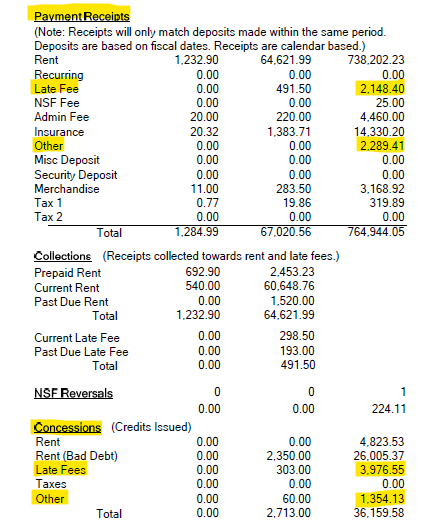 Payment Receipts
(Note: Receipts will only match deposits made within the same period.
Deposits are based on fiscal dates. Receipts are calendar based.)
Rent 1,232.90 64,621.99 738,202.23
Recurring 0.00 0.00 0.00
Late Fee 0.00 491.50 2,148.40
NSF Fee 0.00 0.00 25.00
Admin Fee 20.00 220.00 4,460.00
Insurance 20.32 1,383.71 14,330.20
Other 0.00 0.00 2,289.41
Misc Deposit 0.00 0.00 0.00
Security Deposit 0.00 0.00 0.00
Merchandise 11.00 283.50 3,168.92
Tax 1 0.77 19.86 319.89
Tax 2 0.00 0.00 0.00
Total 1,284.99 67,020.56 764,944.05
Collections (Receipts collected towards rent and late fees.)
Prepaid Rent 692.90 2,453.23
Current Rent 540.00 60,648.76
Past Due Rent 0.00 1,520.00
Total 1,232.90 64,621.99
Current Late Fee 0.00 298.50
Past Due Late Fee 0.00 193.00
Total 0.00 491.50
NSF Reversals 0 0 1
0.00 0.00 224.11
Concessions (Credits Issued)
Rent 0.00 0.00 4,823.53
Rent (Bad Debt) 0.00 2,350.00 26,005.37
Late Fees 0.00 303.00 3,976.55
Taxes 0.00 0.00 0.00
Other 0.00 60.00 1,354.13
Total 0.00 2,713.00 36,159.58